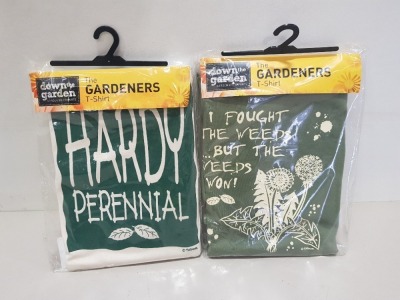 down the
garden
The
GARDENERS
T-Shirt
HARDY
PERENNIAL
down the
garden
The
GARDENERS
T-Shirt
I FOUGHT
THE WEEDS!
..BUT THE
WEEDS
WON!